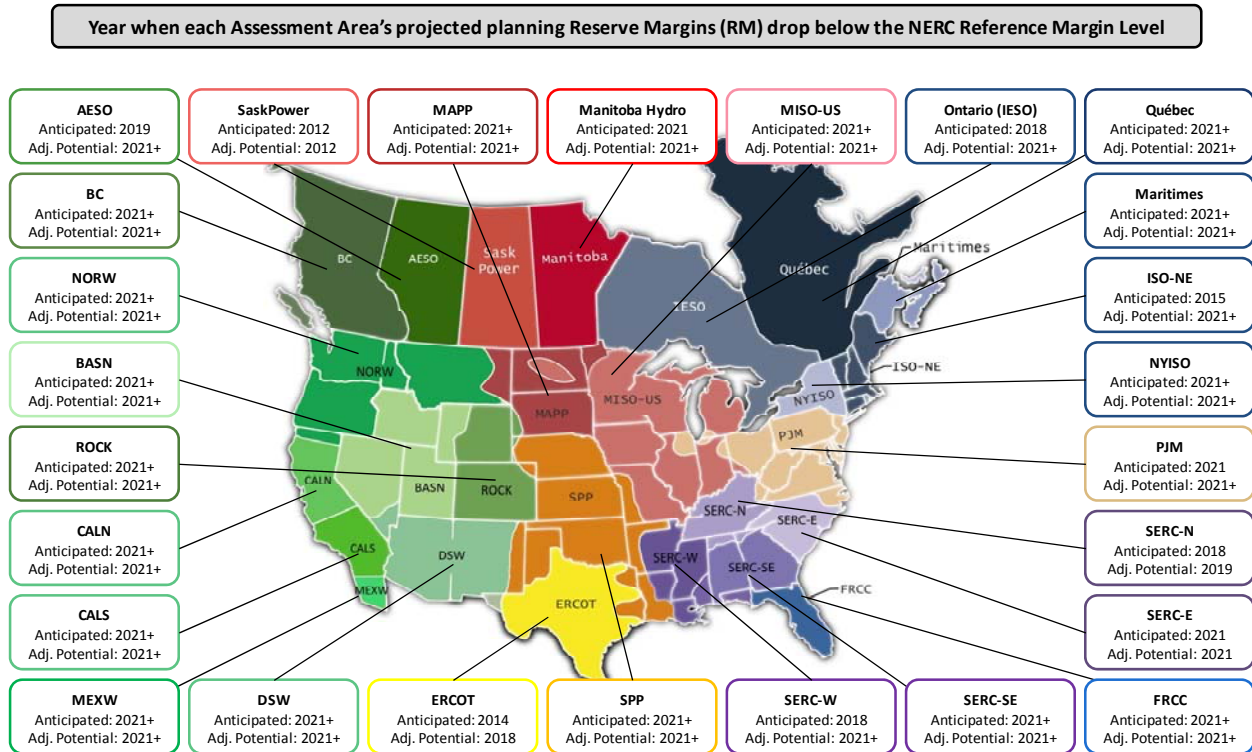 Year when each Assessment Area's projected planning Reserve Margins (RM) drop below the NERC Reference Margin Level
AESO
Anticipated: 2019
Adj. Potential: 2021+
SaskPower
Anticipated: 2012
Adj. Potential: 2012
MAPP
Anticipated: 2021+
Adj. Potential: 2021+
Manitoba Hydro
Anticipated: 2021
Adj. Potential: 2021+
MISO-US
Anticipated: 2021+
Adj. Potential: 2021+
Ontario (IESO)
Anticipated: 2018
Adj. Potential: 2021+
Québec
Anticipated: 2021+
Adj. Potential: 2021+
BC
Anticipated: 2021+
Adj. Potential: 2021+
Maritimes
Anticipated: 2021+
Adj. Potential: 2021+
NORW
Anticipated: 2021+
Adj. Potential: 2021+
ISO-NE
Anticipated: 2015
Adj. Potential: 2021+
BASN
Anticipated: 2021+
Adj. Potential: 2021+
NYISO
Anticipated: 2021+
Adj. Potential: 2021+
ROCK
Anticipated: 2021+
Adj. Potential: 2021+
PJM
Anticipated: 2021
Adj. Potential: 2021+
CALN
Anticipated: 2021+
Adj. Potential: 2021+
SERC-N
Anticipated: 2018
Adj. Potential: 2019
CALS
Anticipated: 2021+
Adj. Potential: 2021+
SERC-E
Anticipated: 2021
Adj. Potential: 2021
MEXW
Anticipated: 2021+
Adj. Potential: 2021+
DSW
Anticipated: 2021+
Adj. Potential: 2021+
ERCOT
Anticipated: 2014
Adj. Potential: 2018
SPP
Anticipated: 2021+
Adj. Potential: 2021+
SERC-W
Anticipated: 2018
Adj. Potential: 2021+
SERC-SE
Anticipated: 2021+
Adj. Potential: 2021+
FRCC
Anticipated: 2021+
Adj. Potential: 2021+
BC
AESO
Sask
Power
Manitoba
IESO
Québec
Maritimes
ISO-NE
NORW
MAPP
MISO-US
NYISO
PJM
CALN
BASN
ROCK
SPP
SERC-N
SERC-E
CALS
DSW
SERC-W
SERC-SE
MEXW
ERCOT
FRCC